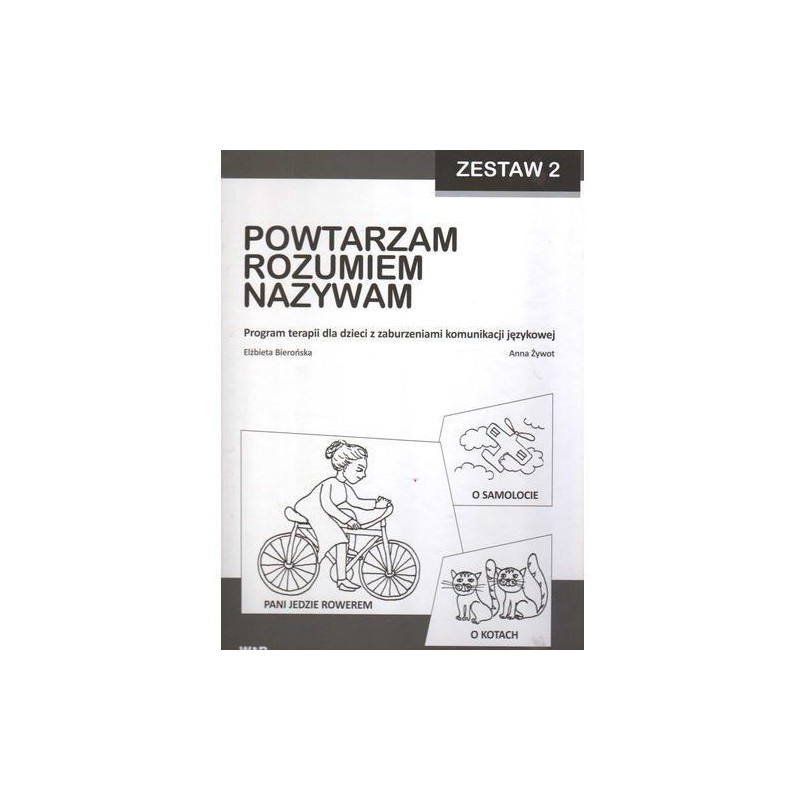 ZESTAW 2
POWTARZAM
ROZUMIEM
NAZYWAM
Program terapii dla dzieci z zaburzeniami komunikacji językowej
Elżbieta Bierońska Anna Żywot
O SAMOLOCIE
PANI JEDZIE ROWEREM
O KOTACH